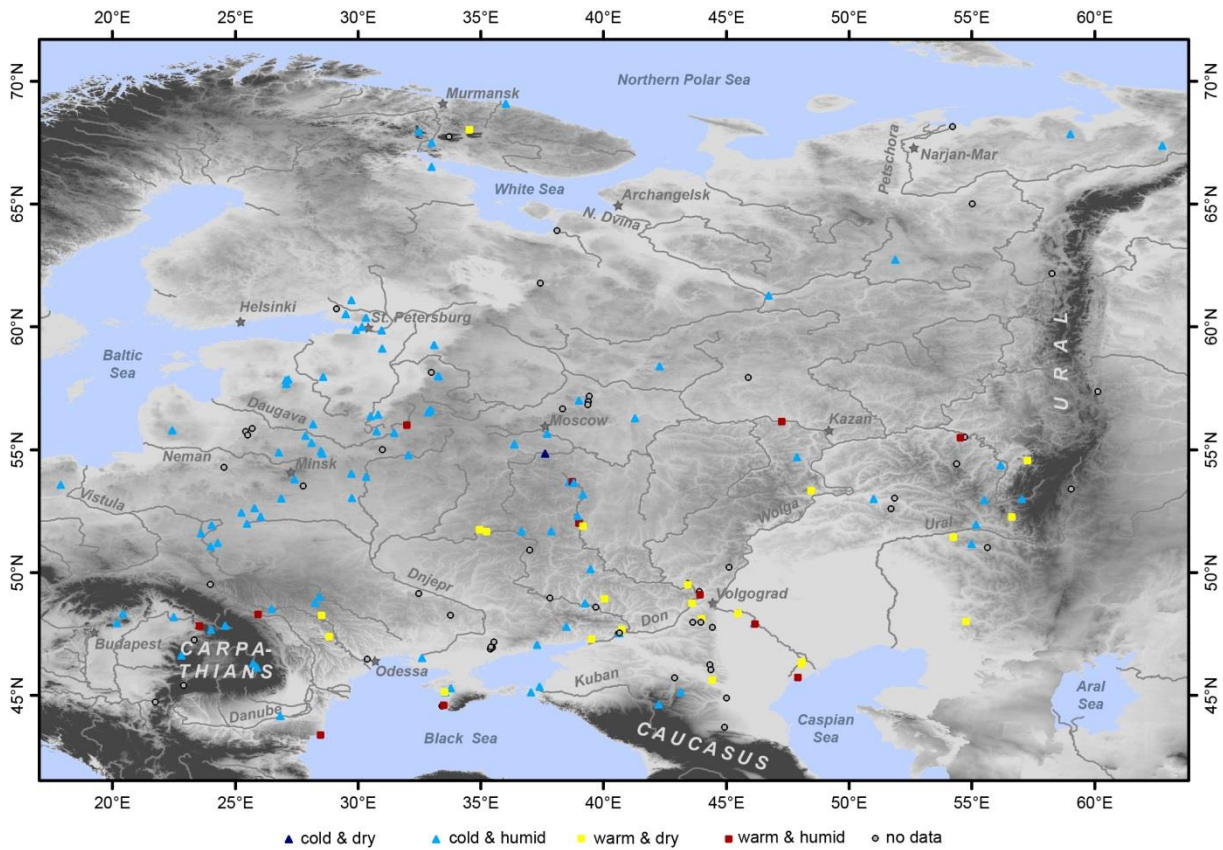 20°E 25°E 30°E 35°E 40°E 45°E 50°E 55°E 60°E
70°N 70°N
Northern Polar Sea
Murmansk
Petschora
Narjan-Mar
White Sea
Archangelsk
65°N 65°N
N. Dvina
Helsinki
St. Petersburg
60°N 60°N
URAL
Baltic
Sea
Daugava
Moscow
Kazan
55°N 55°N
Neman
Minsk
Vistula
Wolga
Ural
50°N 50°N
Dnjepr
Volgograd
Don
Budapest
CARPA-
THIANS
Odessa
Kuban
45°N 45°N
Aral
Sea
Danube
Black Sea
Caspian
Sea
CAUCASUS
20°E 25°E 30°E 35°E 40°E 45°E 50°E 55°E 60°E
cold & dry cold & humid warm & dry warm & humid no data